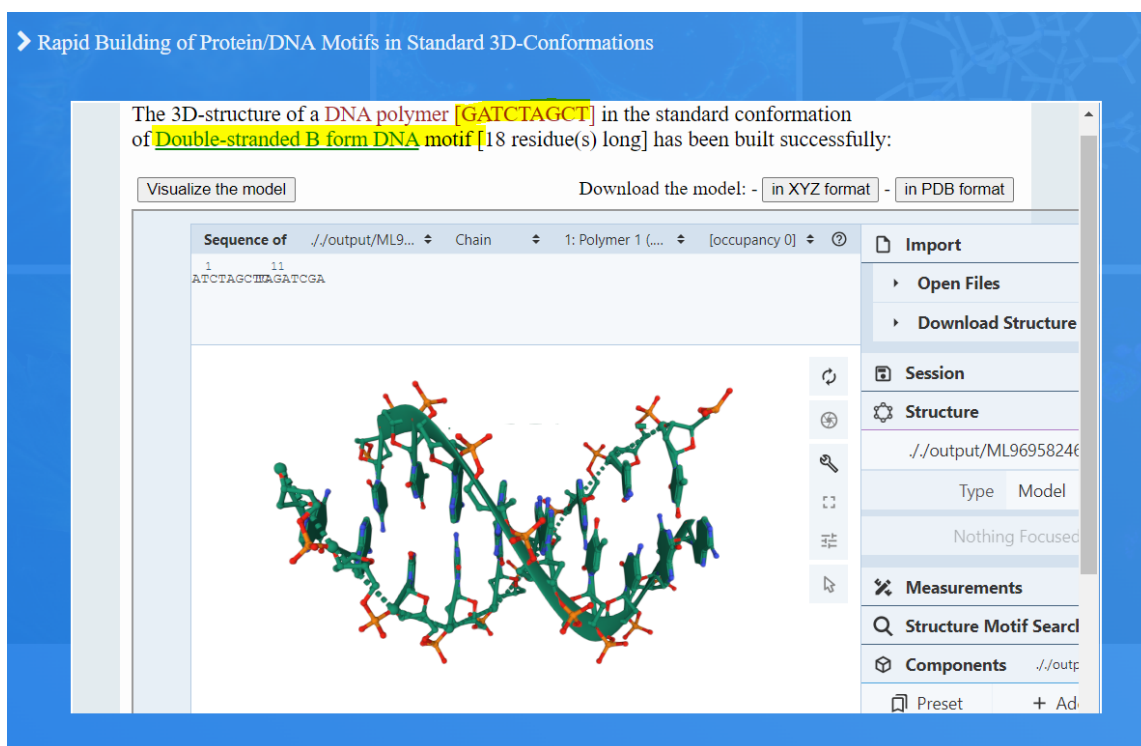 Rapid Building of Protein/DNA Motifs in Standard 3D-Conformations
The 3D-structure of a DNA polymer [GATCTAGCT] in the standard conformation
of Double-stranded B form DNA motif [18 residue(s) long] has been built successfully:
Visualize the model
Download the model: - in XYZ format - in PDB format
Sequence of ././output/ML9... Chain 1: Polymer 1 (.... [occupancy 0]
1 11
Import
Open Files
Download Structure
Session
Structure
././output/ML96958246
Type Model
Nothing Focused
Measurements
Structure Motif Search
Components ././outp
Preset + Add